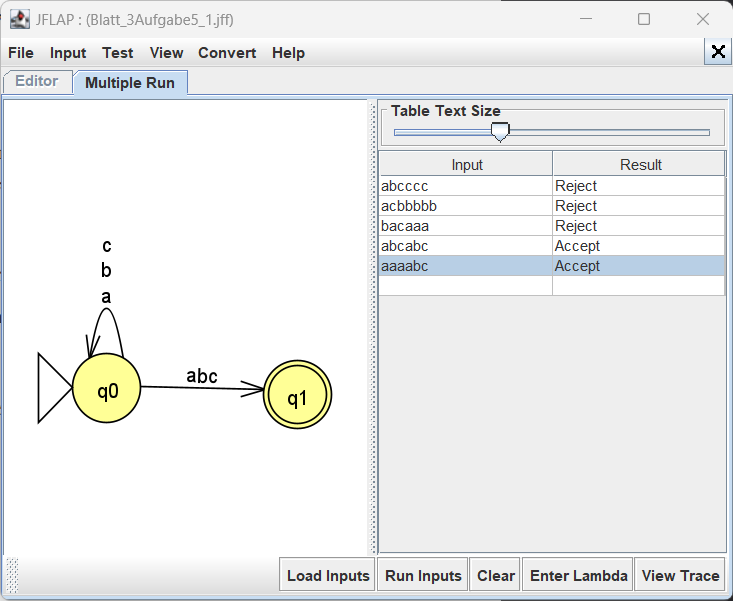 JFLAP : (Blatt_3Aufgabe5_1.jff)
File Input Test View Convert Help
Editor Multiple Run
Table Text Size
Input Result
abcccc Reject
acbbbbb Reject
bacaaa Reject
abcabc Accept
aaaabc Accept
c
b
a
abc
q0
q1
Load Inputs Run Inputs Clear Enter Lambda View Trace